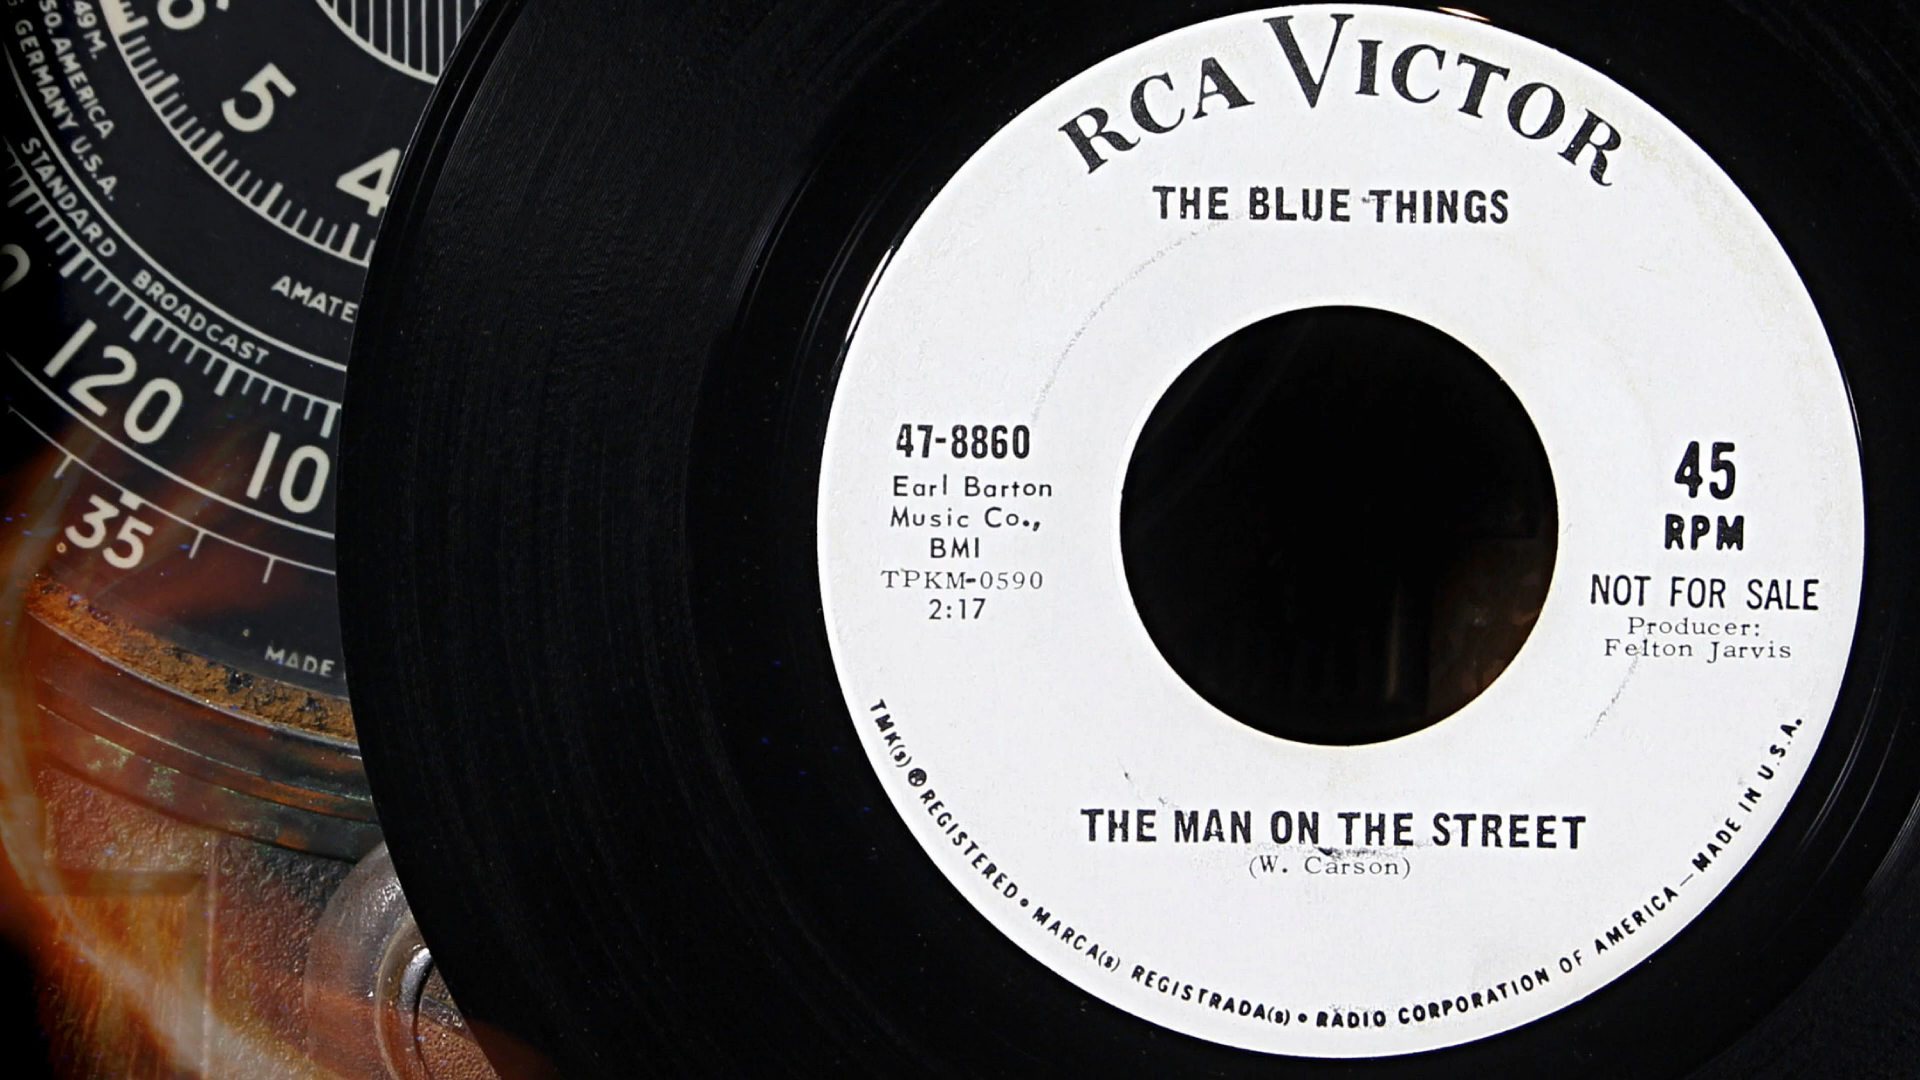 RCA VICTOR
THE BLUE THINGS
47-8860
Earl Barton
Music Co.,
BMI
TPKM-0590
2:17
45
RPM
NOT FOR SALE
Producer:
Felton Jarvis
THE MAN ON THE STREET
(W. Carson)
TMK(s) ® REGISTERED • MARCA(s) REGISTRADA(s) • RADIO CORPORATION OF AMERICA — MADE IN U.S.A.
5
4
49M.
AMERICA
GERMANY U.S.A.
STANDARD BROADCAST
120
10
35
MADE